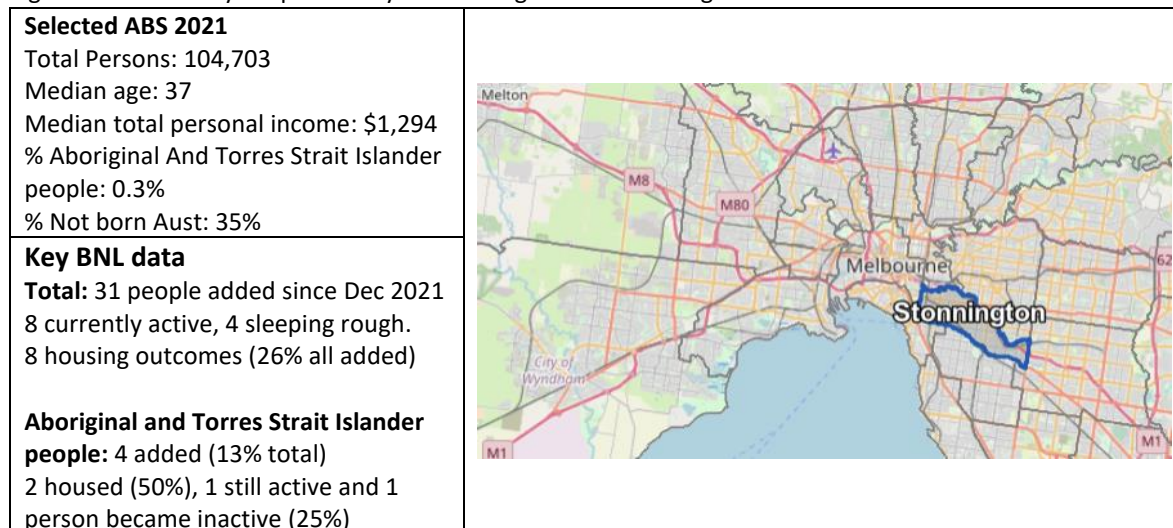 Selected ABS 2021
Total Persons: 104,703
Median age: 37
Median total personal income: $1,294
% Aboriginal And Torres Strait Islander
people: 0.3%
% Not born Aust: 35%
Key BNL data
Total: 31 people added since Dec 2021
8 currently active, 4 sleeping rough.
8 housing outcomes (26% all added)
Aboriginal and Torres Strait Islander
people: 4 added (13% total)
2 housed (50%), 1 still active and 1
person became inactive (25%)
Melton
M8
M80
62
Melbourne
Stonnington
City of
Wyndham
M1
M1